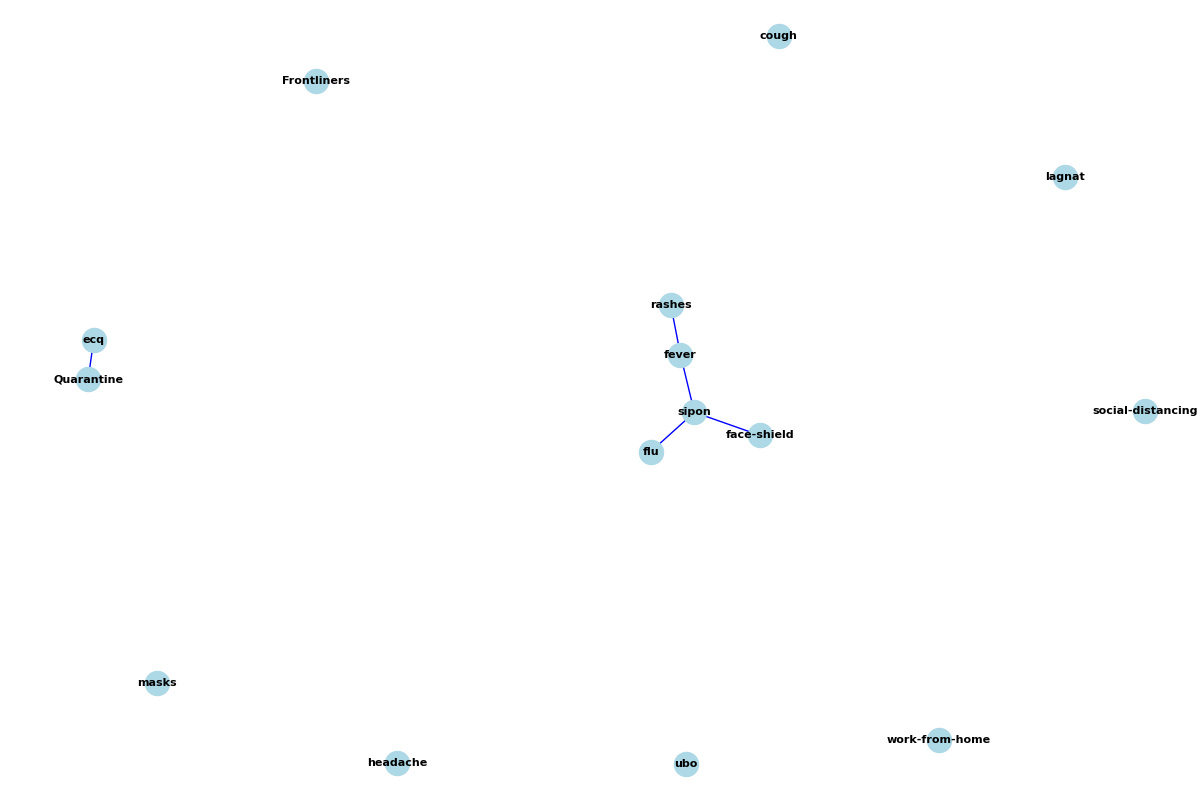 cough
Frontliners
lagnat
rashes
ecq
fever
Quarantine
sipon
social-distancing
face-shield
flu
masks
work-from-home
headache
ubo